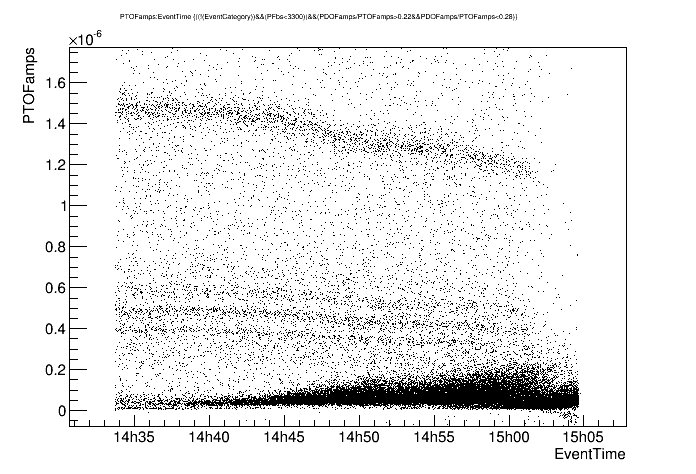 PTOFamps:EventTime {((!(EventCategory))&&(PFbs<3300))&&(PDOFamps/PTOFamps>0.22&&PDOFamps/PTOFamps<0.28)}
×10⁻⁶
PTOFamps
1.6
1.4
1.2
1
0.8
0.6
0.4
0.2
0
14h35 14h40 14h45 14h50 14h55 15h00 15h05
EventTime